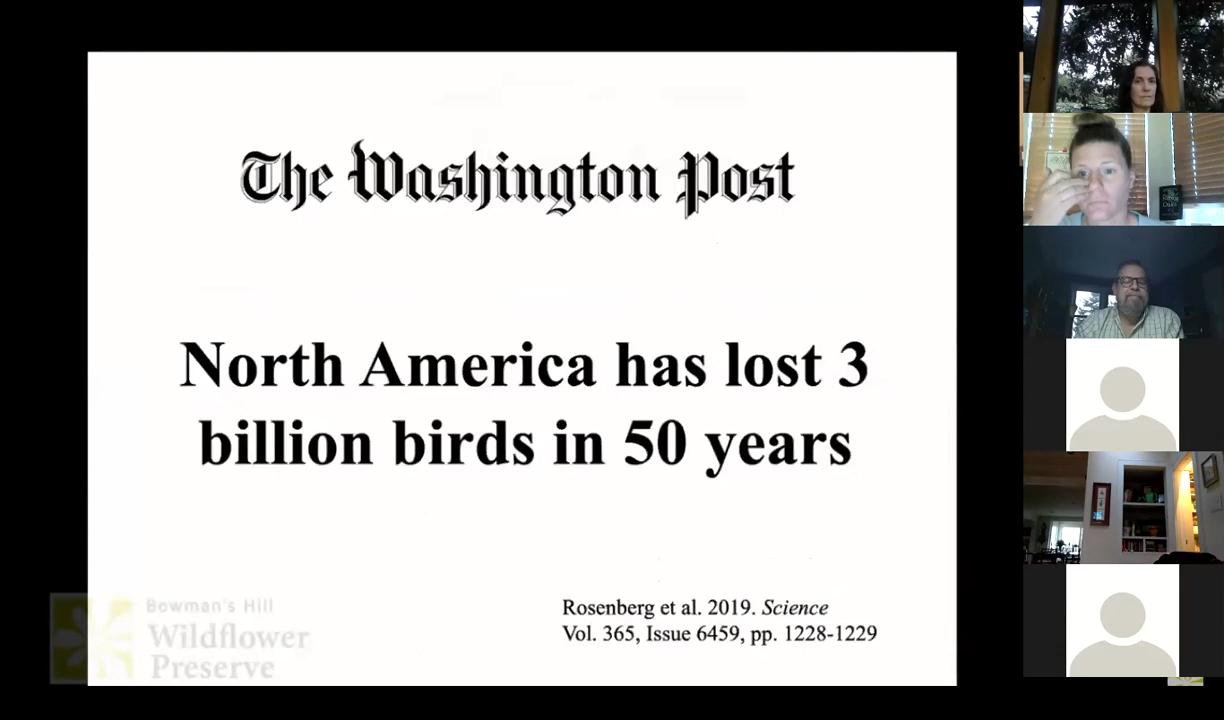 The Washington Post
North America has lost 3
billion birds in 50 years
Rosenberg et al. 2019. Science
Vol. 365, Issue 6459, pp. 1228-1229
Bowman's Hill
Wildflower
Preserve